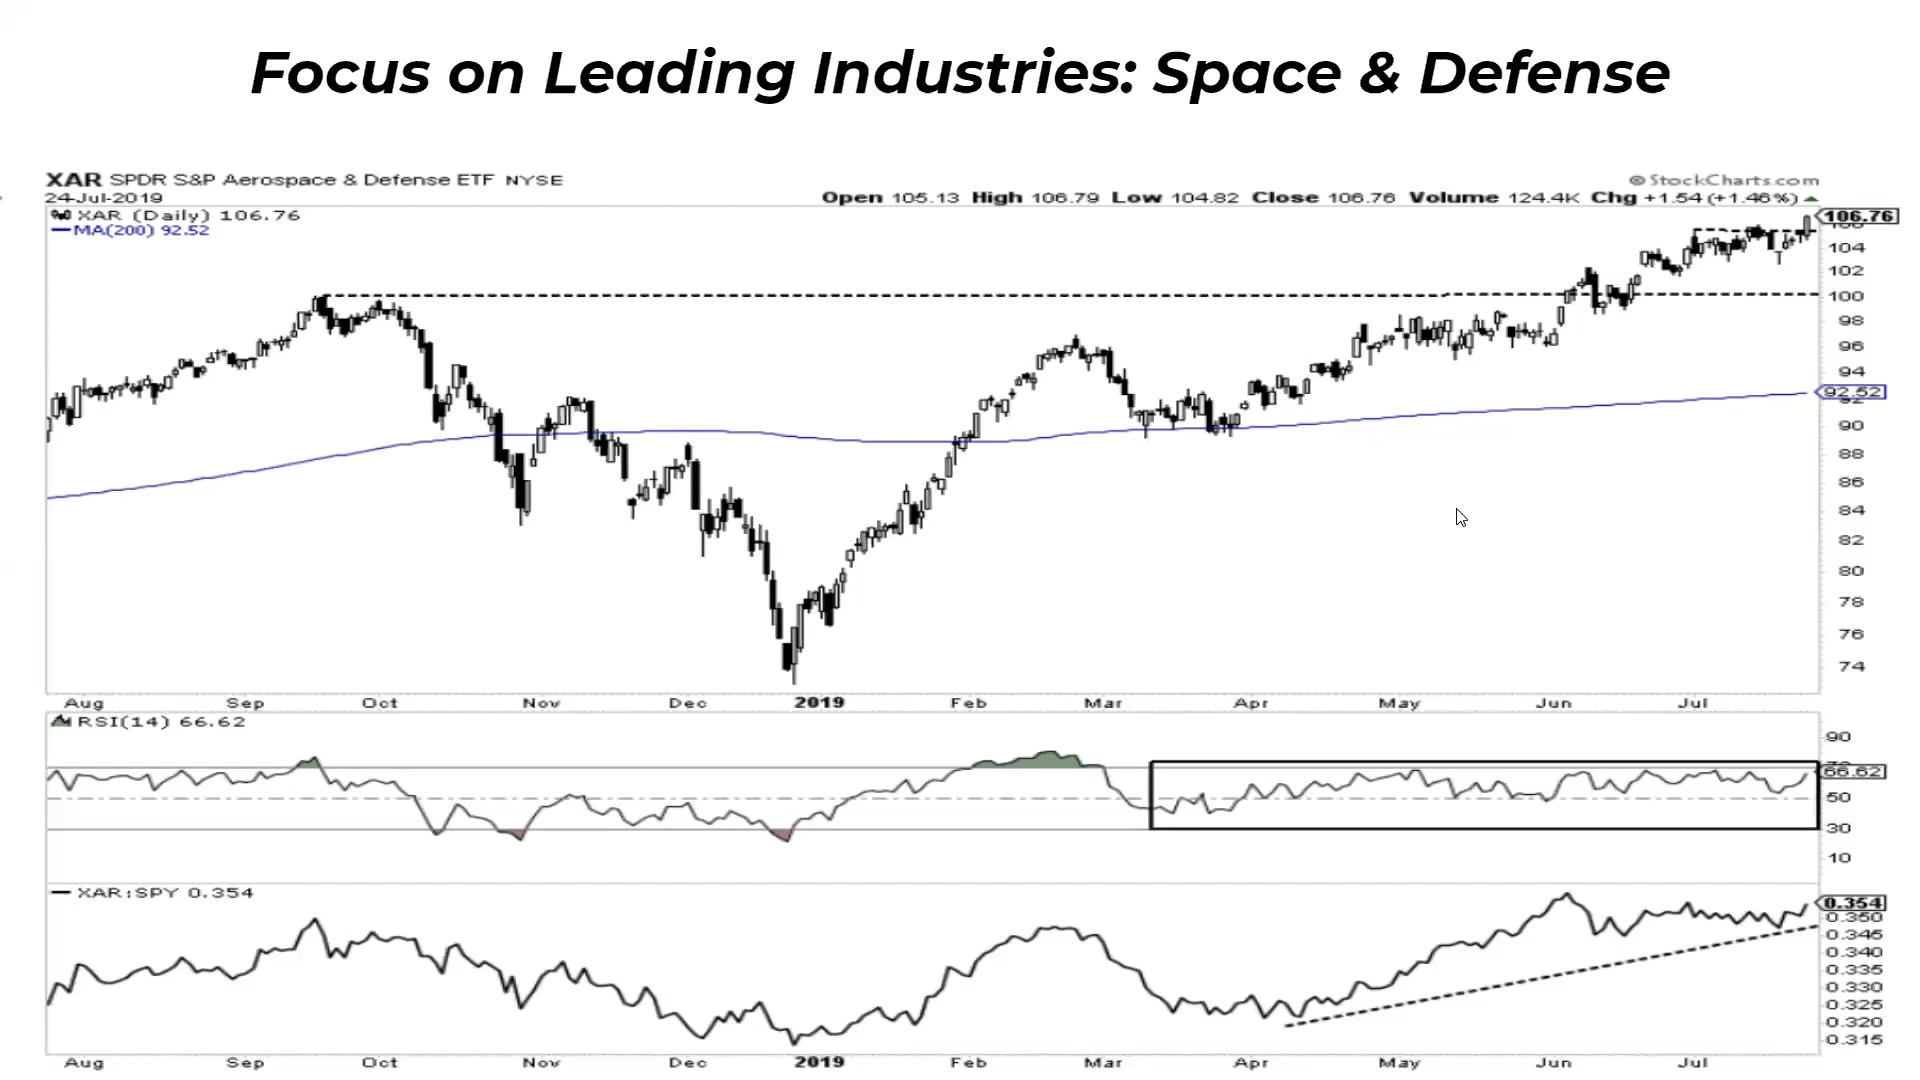 Focus on Leading Industries: Space & Defense
XAR SPDR S&P Aerospace & Defense ETF NYSE
© StockCharts.com
24-Jul-2019
Open 105.13 High 106.79 Low 104.82 Close 106.76 Volume 124.4K Chg +1.54 (+1.46%)
XAR (Daily) 106.76
MA(200) 92.52
106.76
104
102
100
98
96
94
92.52
90
88
86
84
82
80
78
76
74
Aug Sep Oct Nov Dec 2019 Feb Mar Apr May Jun Jul
RSI(14) 66.62
90
66.62
50
30
10
XAR:SPY 0.354
0.354
0.350
0.345
0.340
0.335
0.330
0.325
0.320
0.315
Aug Sep Oct Nov Dec 2019 Feb Mar Apr May Jun Jul